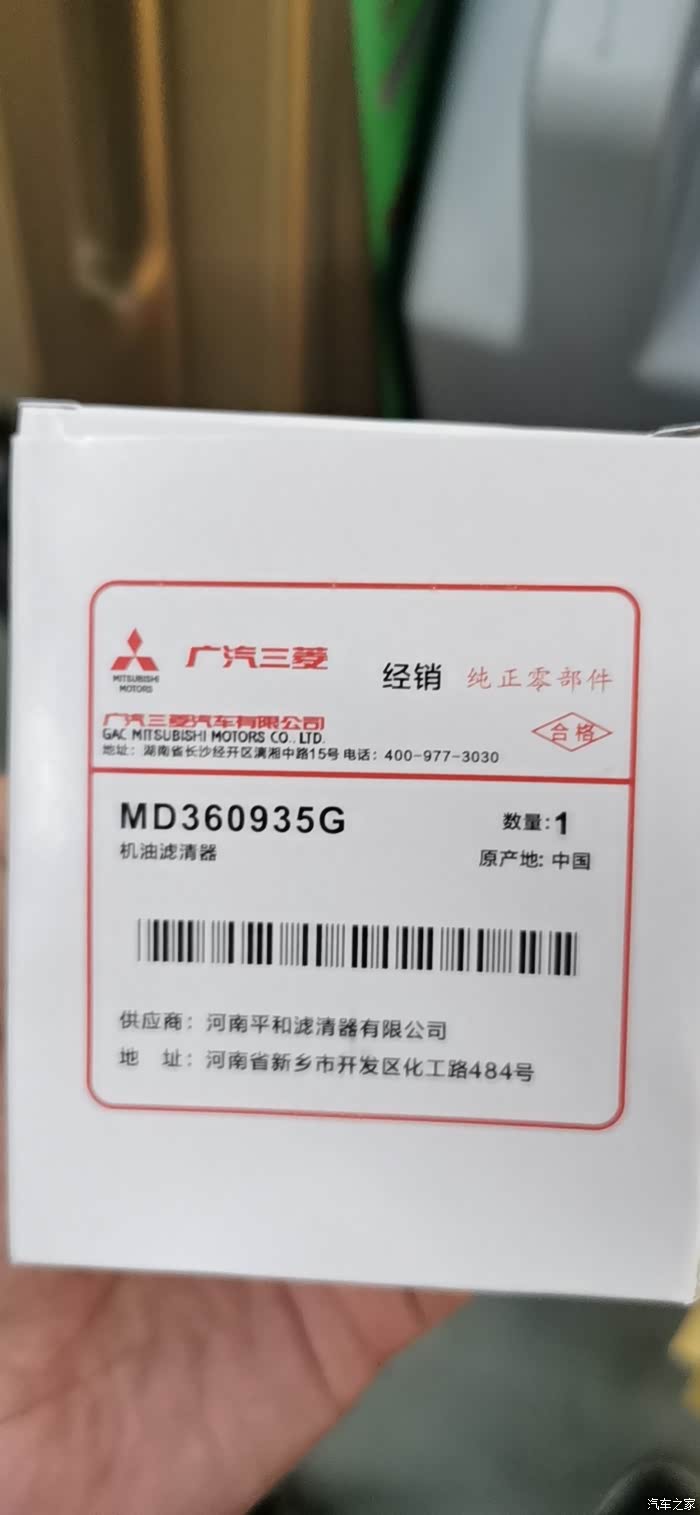 MITSUBISHI
MOTORS
广汽三菱
经销 纯正零部件
广汽三菱汽车有限公司
GAC MITSUBISHI MOTORS CO., LTD.
合格
地址：湖南省长沙经开区漓湘中路15号 电话：400-977-3030
MD360935G
数量:1
机油滤清器
原产地: 中国
供应商：河南平和滤清器有限公司
地 址：河南省新乡市开发区化工路484号
汽车之家